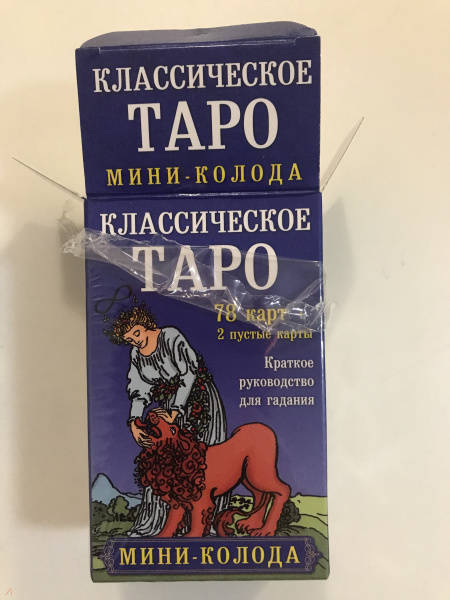 КЛАССИЧЕСКОЕ
ТАРО
МИНИ-КОЛОДА
КЛАССИЧЕСКОЕ
ТАРО
78 карт
2 пустые карты
Краткое
руководство
для гадания
МИНИ-КОЛОДА